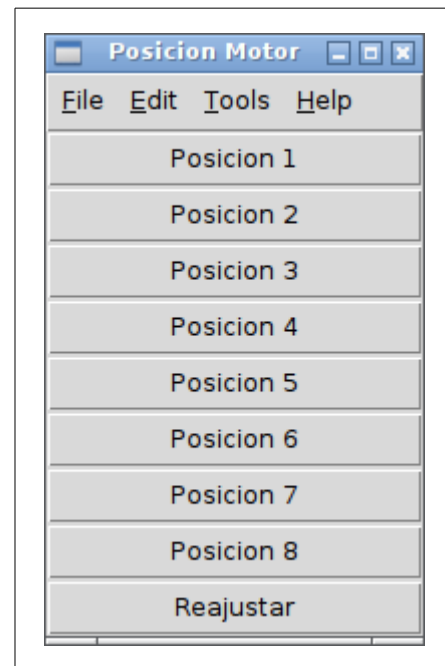 Posicion Motor
File Edit Tools Help
Posicion 1
Posicion 2
Posicion 3
Posicion 4
Posicion 5
Posicion 6
Posicion 7
Posicion 8
Reajustar